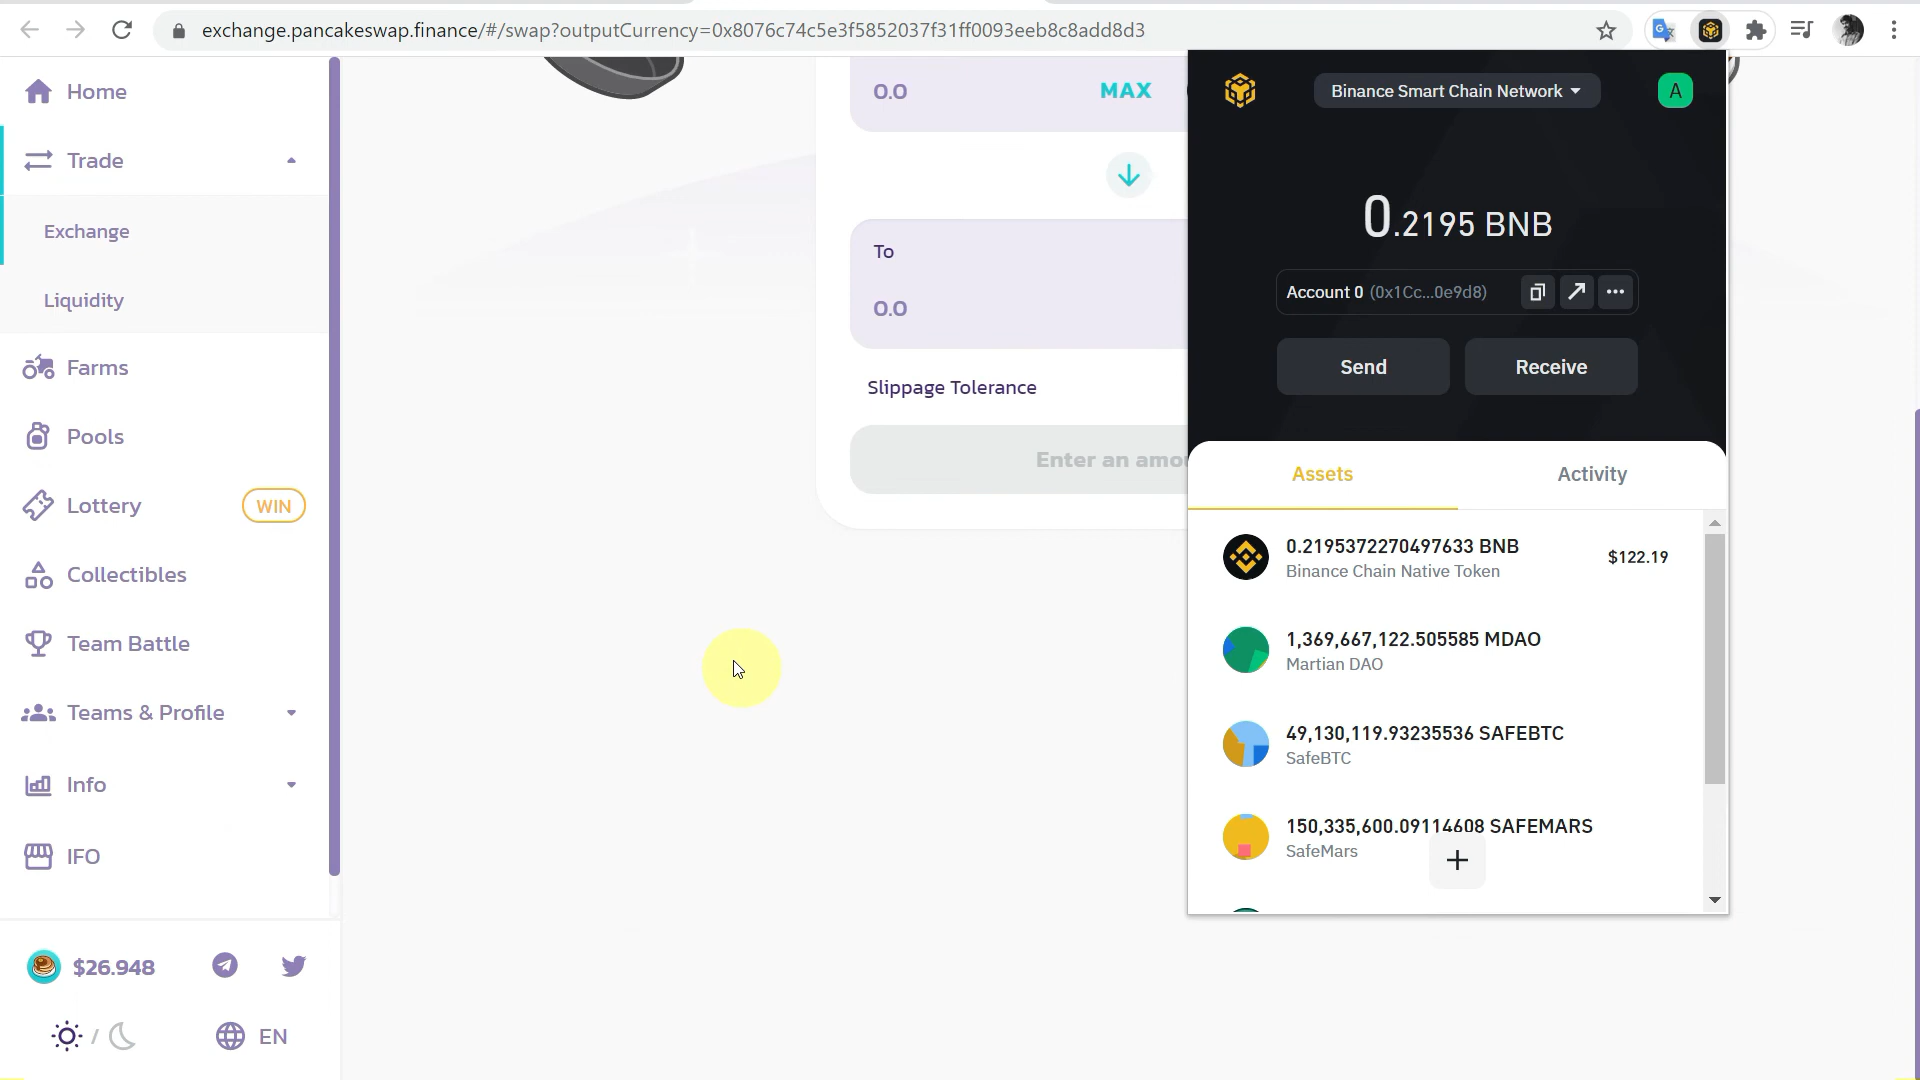 exchange.pancakeswap.finance/#/swap?outputCurrency=0x8076c74c5e3f5852037f31ff0093eeb8c8add8d3
Home
Trade
Exchange
Liquidity
Farms
Pools
Lottery
WIN
Collectibles
Team Battle
Teams & Profile
Info
IFO
$26.948
/
EN
0.0
MAX
To
0.0
Slippage Tolerance
Enter an amou
Binance Smart Chain Network
A
0.2195 BNB
Account 0 (0x1Cc...0e9d8)
Send
Receive
Assets
Activity
0.2195372270497633 BNB
$122.19
Binance Chain Native Token
1,369,667,122.505585 MDAO
Martian DAO
49,130,119.93235536 SAFEBTC
SafeBTC
150,335,600.09114608 SAFEMARS
SafeMars
+